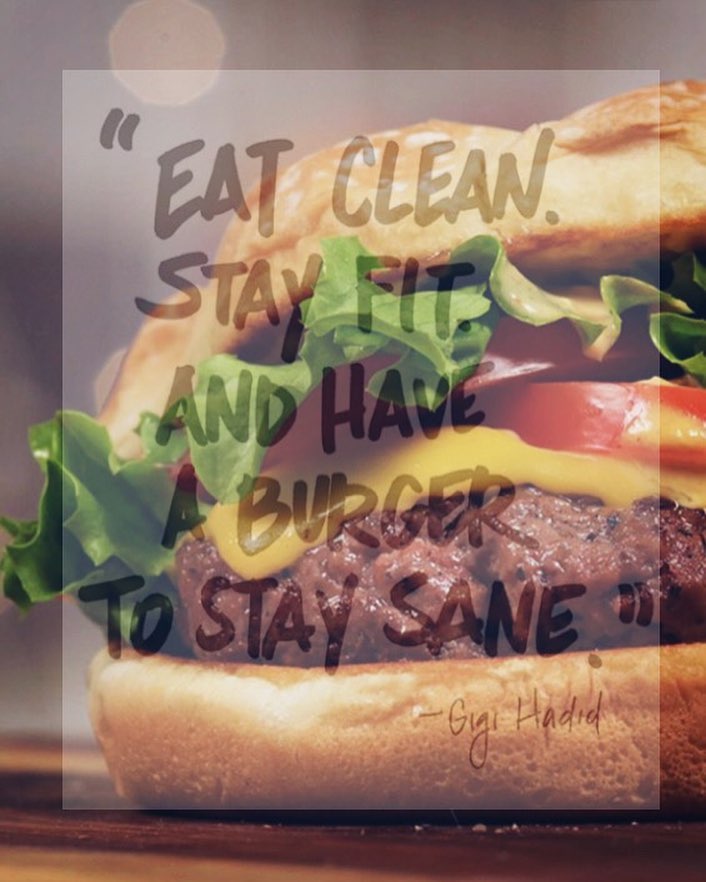 “EAT CLEAN.
STAY FIT.
AND HAVE
A BURGER
TO STAY SANE.”
-Gigi Hadid